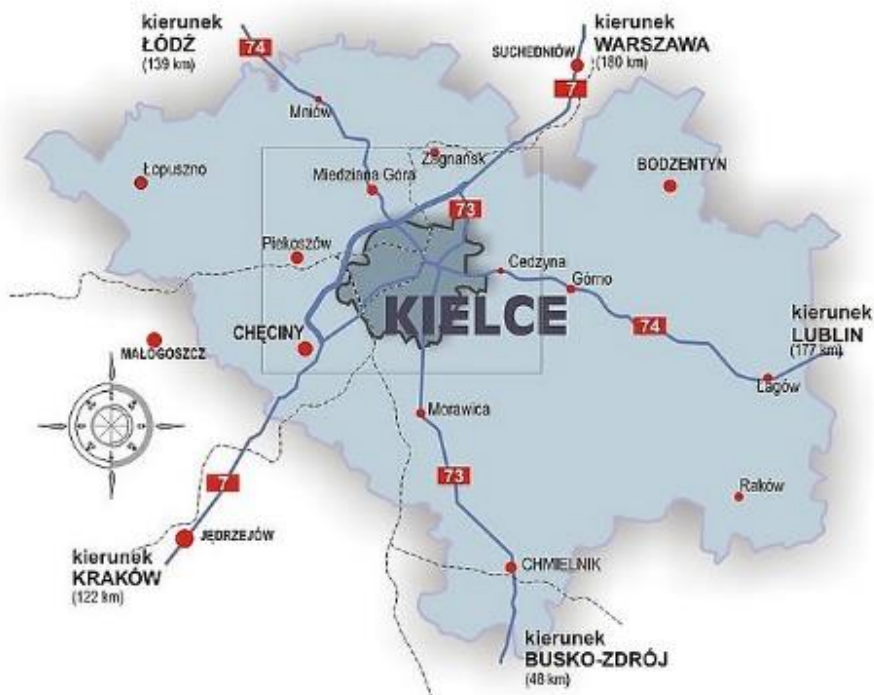 kierunek
ŁÓDŹ
(139 km)
74
kierunek
WARSZAWA
(180 km)
SUCHEDNIÓW
7
Mniów
Zagnańsk
Łopuszno
Miedziana Góra
BODZENTYN
73
Piekoszów
Cedzyna
Górno
KIELCE
kierunek
LUBLIN
(177 km)
74
CHĘCINY
MAŁOGOSZCZ
Łagów
Morawica
73
7
Raków
JĘDRZEJÓW
kierunek
KRAKÓW
(122 km)
CHMIELNIK
kierunek
BUSKO-ZDRÓJ
(48 km)